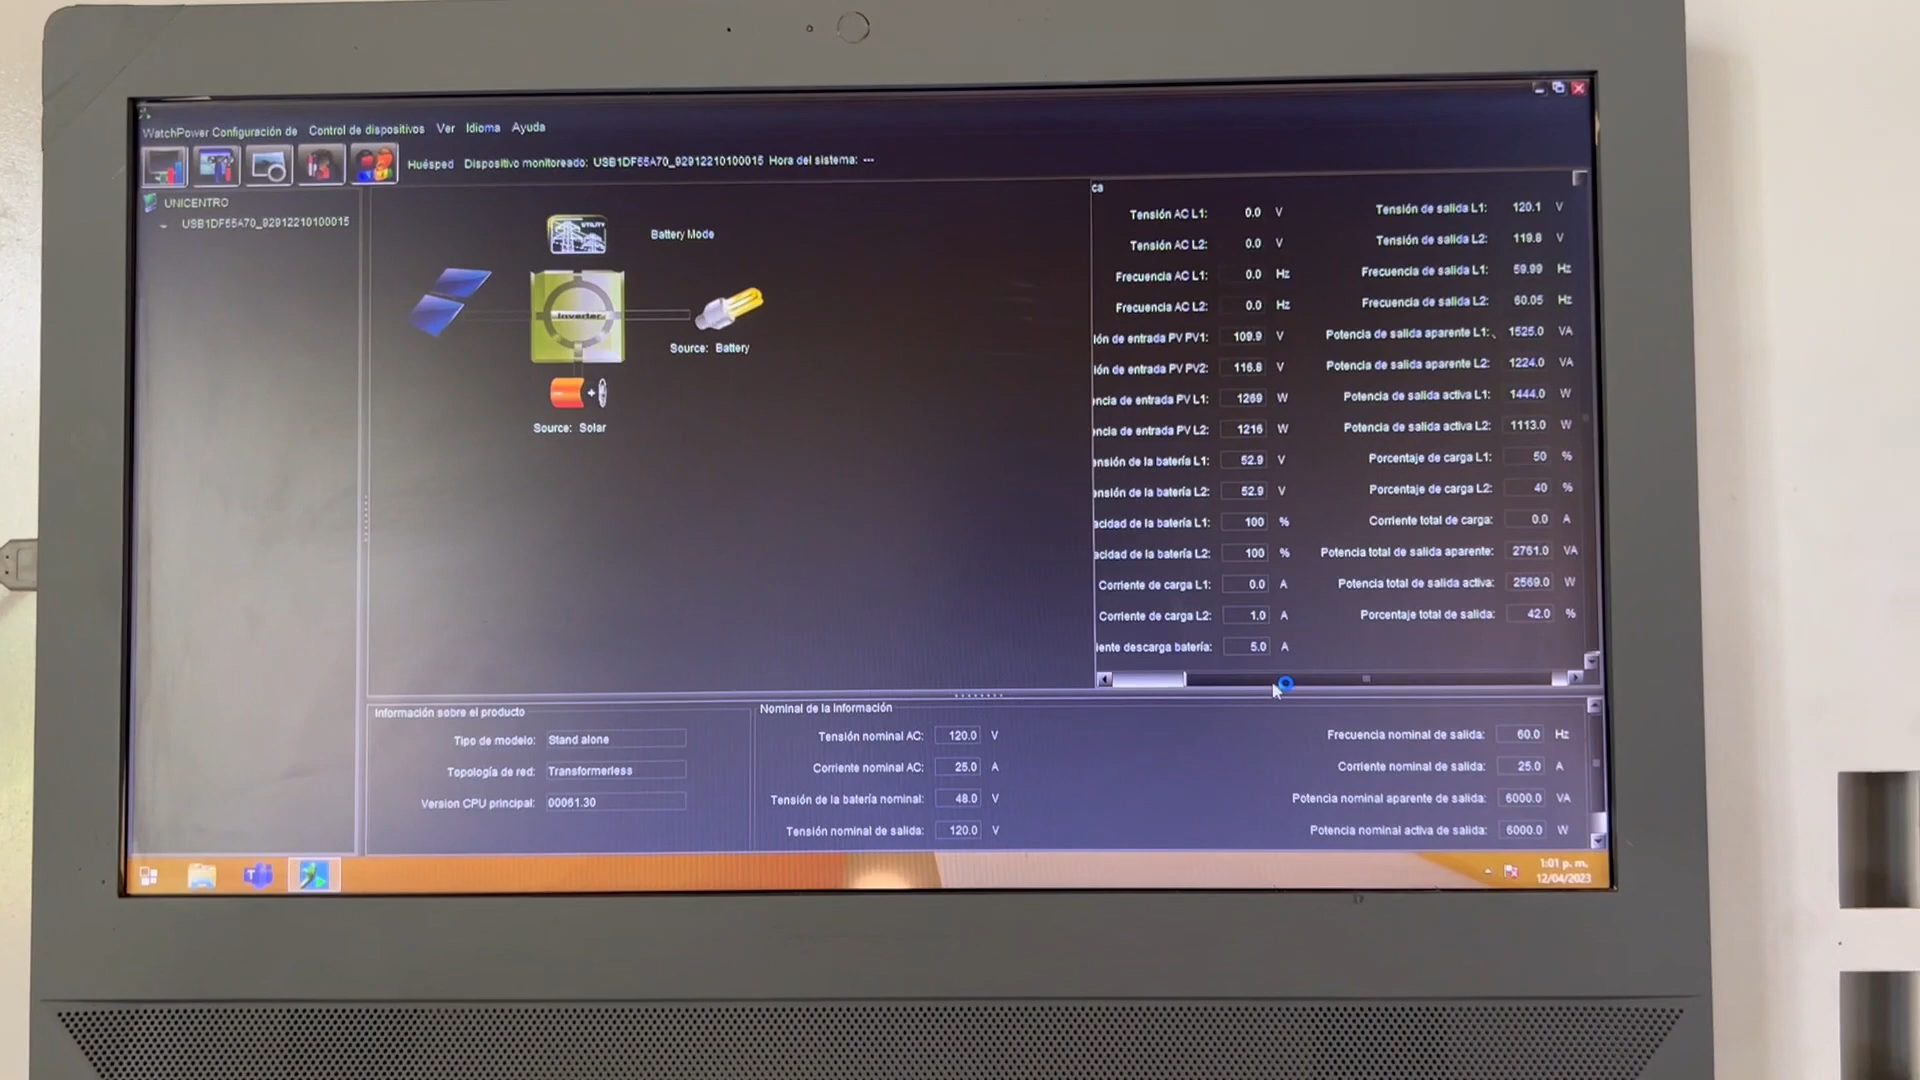 WatchPower Configuración de Control de dispositivos Ver Idioma Ayuda
Huésped Dispositivo monitoreado: USB1DF55A70_92912210100015 Hora del sistema: ---
UNICENTRO
USB1DF55A70_92912210100015
UTILITY
Battery Mode
Inverter
Source: Battery
Source: Solar
ca
Tensión AC L1: 0.0 V
Tensión AC L2: 0.0 V
Frecuencia AC L1: 0.0 Hz
Frecuencia AC L2: 0.0 Hz
ión de entrada PV PV1: 109.9 V
ión de entrada PV PV2: 116.8 V
encia de entrada PV L1: 1269 W
encia de entrada PV L2: 1216 W
ensión de la batería L1: 52.9 V
ensión de la batería L2: 52.9 V
acidad de la batería L1: 100 %
acidad de la batería L2: 100 %
Corriente de carga L1: 0.0 A
Corriente de carga L2: 1.0 A
iente descarga batería: 5.0 A
Tensión de salida L1: 120.1 V
Tensión de salida L2: 119.8 V
Frecuencia de salida L1: 59.99 Hz
Frecuencia de salida L2: 60.05 Hz
Potencia de salida aparente L1: 1525.0 VA
Potencia de salida aparente L2: 1224.0 VA
Potencia de salida activa L1: 1444.0 W
Potencia de salida activa L2: 1113.0 W
Porcentaje de carga L1: 50 %
Porcentaje de carga L2: 40 %
Corriente total de carga: 0.0 A
Potencia total de salida aparente: 2761.0 VA
Potencia total de salida activa: 2569.0 W
Porcentaje total de salida: 42.0 %
Información sobre el producto
Tipo de modelo: Stand alone
Topología de red: Transformerless
Version CPU principal: 00061.30
Nominal de la información
Tensión nominal AC: 120.0 V
Corriente nominal AC: 25.0 A
Tensión de la batería nominal: 48.0 V
Tensión nominal de salida: 120.0 V
Frecuencia nominal de salida: 60.0 Hz
Corriente nominal de salida: 25.0 A
Potencia nominal aparente de salida: 6000.0 VA
Potencia nominal activa de salida: 6000.0 W
1:01 p. m.
12/04/2023